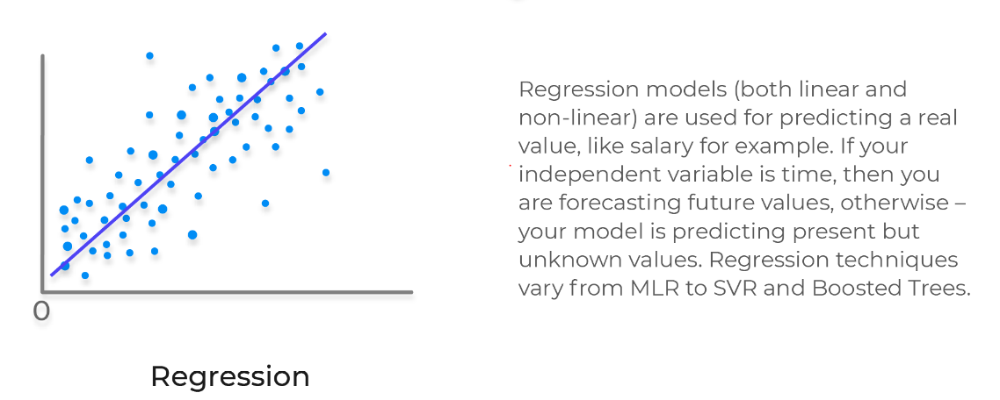 0
Regression
Regression models (both linear and
non-linear) are used for predicting a real
value, like salary for example. If your
independent variable is time, then you
are forecasting future values, otherwise –
your model is predicting present but
unknown values. Regression techniques
vary from MLR to SVR and Boosted Trees.